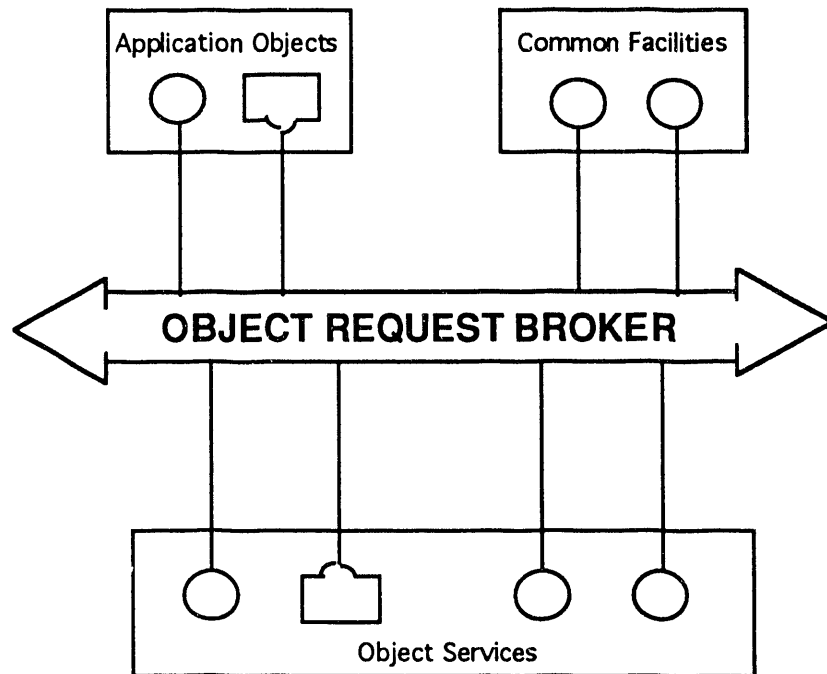 Application Objects
Common Facilities
OBJECT REQUEST BROKER
Object Services